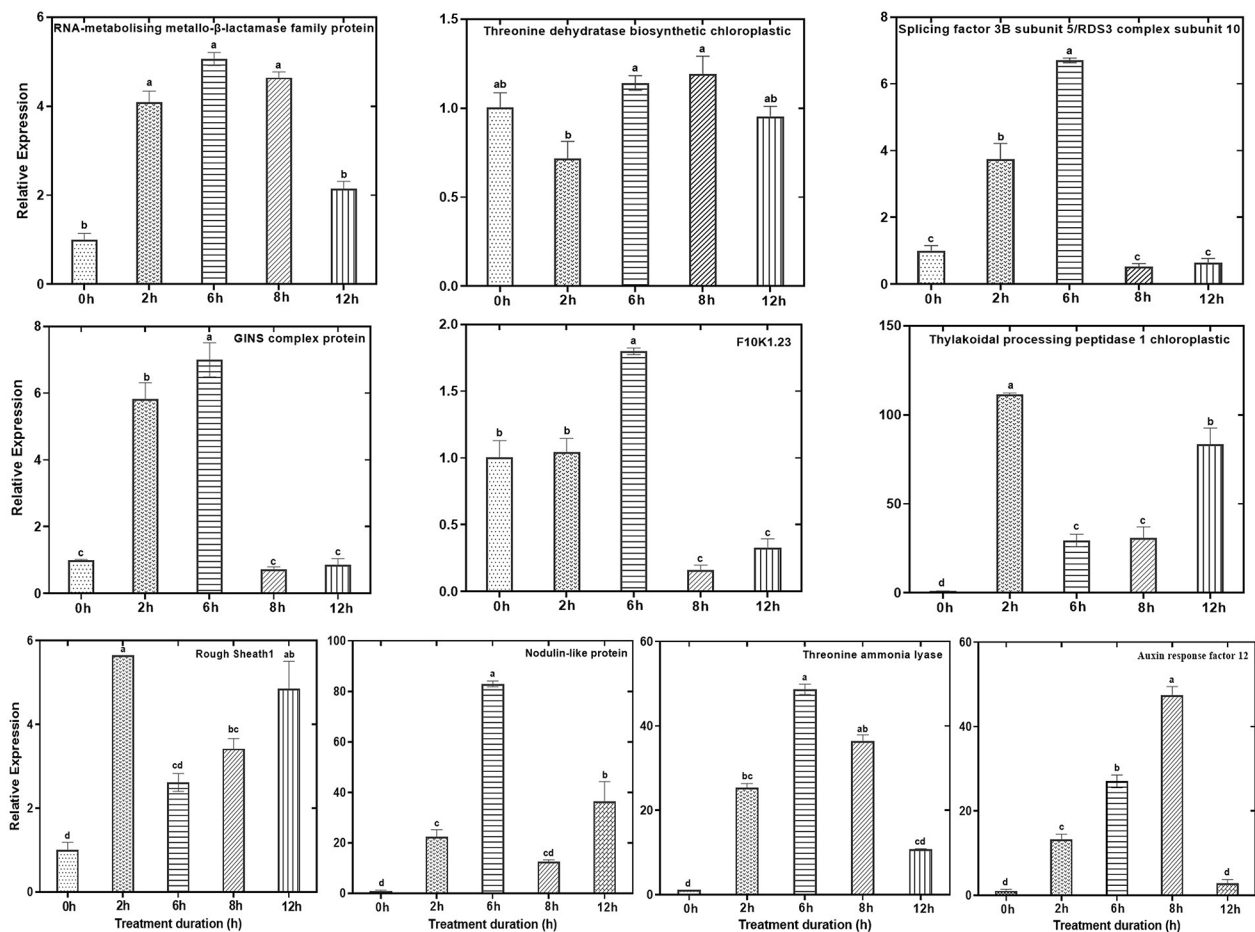 RNA-metabolising metallo-β-lactamase family protein
Relative Expression
6
4
2
0
b
a
a
a
b
0h
2h
6h
8h
12h
Threonine dehydratase biosynthetic chloroplastic
1.5
1.0
0.5
0.0
ab
b
a
a
ab
0h
2h
6h
8h
12h
Splicing factor 3B subunit 5/RDS3 complex subunit 10
8
6
4
2
0
c
b
a
c
c
0h
2h
6h
8h
12h
GINS complex protein
Relative Expression
8
6
4
2
0
c
b
a
c
c
0h
2h
6h
8h
12h
F10K1.23
2.0
1.5
1.0
0.5
0.0
b
b
a
c
c
0h
2h
6h
8h
12h
Thylakoidal processing peptidase 1 chloroplastic
150
100
50
0
d
a
c
c
b
0h
2h
6h
8h
12h
Rough Sheath1
Relative Expression
6
4
2
0
d
a
cd
bc
ab
0h
2h
6h
8h
12h
Treatment duration (h)
Nodulin-like protein
100
80
60
40
20
0
d
c
a
cd
b
0h
2h
6h
8h
12h
Treatment duration (h)
Threonine ammonia lyase
60
40
20
0
d
bc
a
ab
cd
0h
2h
6h
8h
12h
Treatment duration (h)
Auxin response factor 12
60
40
20
0
d
c
b
a
d
0h
2h
6h
8h
12h
Treatment duration (h)